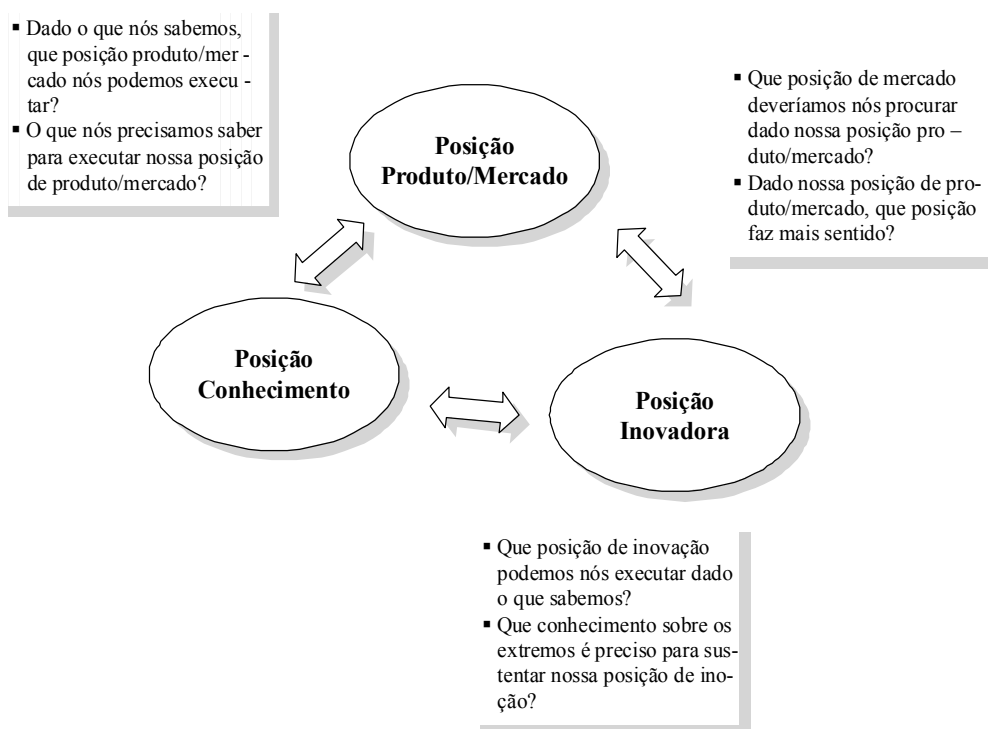 ▪ Dado o que nós sabemos,
que posição produto/mer -
cado nós podemos execu -
tar?
▪ O que nós precisamos saber
para executar nossa posição
de produto/mercado?
▪ Que posição de mercado
deveríamos nós procurar
dado nossa posição pro –
duto/mercado?
▪ Dado nossa posição de pro-
duto/mercado, que posição
faz mais sentido?
Posição
Produto/Mercado
Posição
Conhecimento
Posição
Inovadora
▪ Que posição de inovação
podemos nós executar dado
o que sabemos?
▪ Que conhecimento sobre os
extremos é preciso para sus-
tentar nossa posição de ino-
ção?